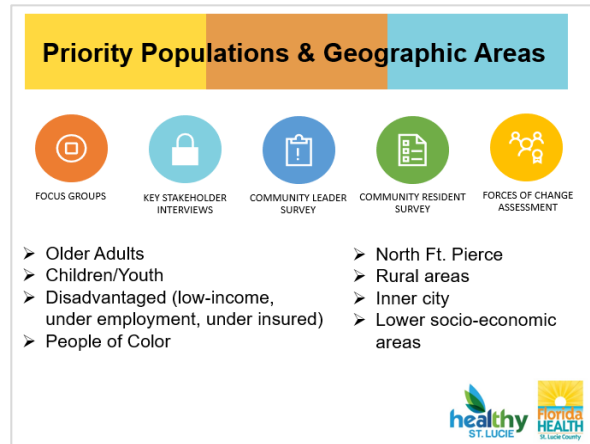 Priority Populations & Geographic Areas
FOCUS GROUPS
KEY STAKEHOLDER
INTERVIEWS
COMMUNITY LEADER
SURVEY
COMMUNITY RESIDENT
SURVEY
FORCES OF CHANGE
ASSESSMENT
➢ Older Adults
➢ Children/Youth
➢ Disadvantaged (low-income,
under employment, under insured)
➢ People of Color
➢ North Ft. Pierce
➢ Rural areas
➢ Inner city
➢ Lower socio-economic
areas
healthy
ST. LUCIE
Florida
HEALTH
St. Lucie County